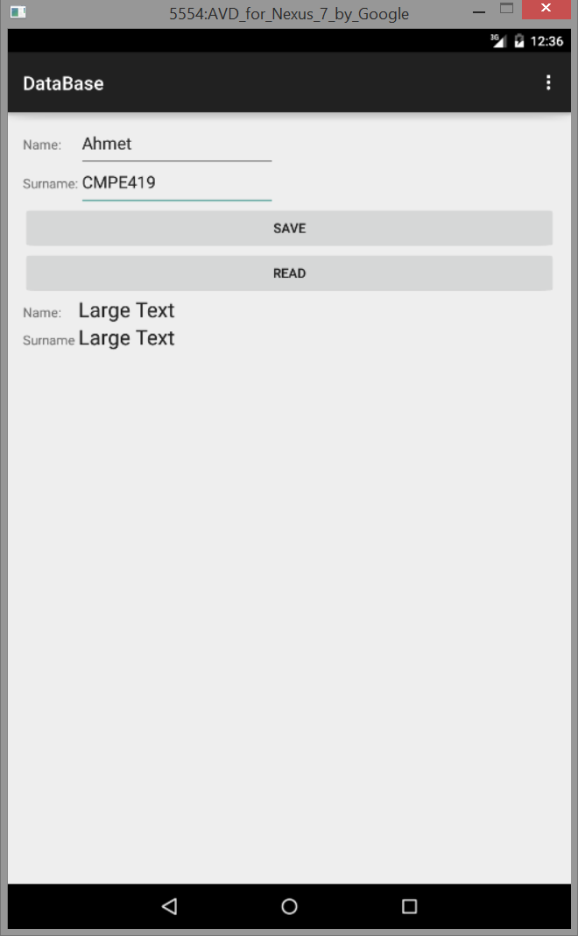 5554:AVD_for_Nexus_7_by_Google
3G 12:36
DataBase
Name: Ahmet
Surname: CMPE419
SAVE
READ
Name: Large Text
Surname Large Text